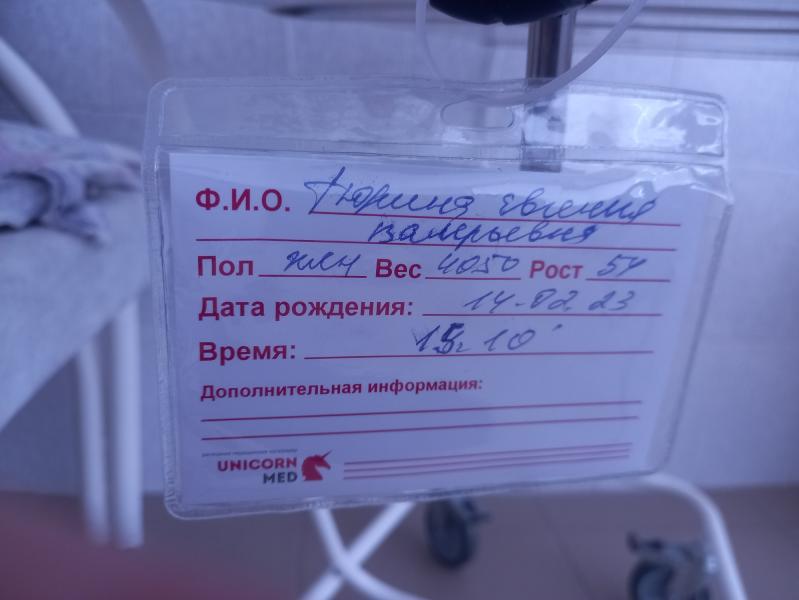 Ф.И.О. Тюрина Евгения
Валерьевна
Пол жен Вес 4050 Рост 54
Дата рождения: 14.02.23
Время: 15 10
Дополнительная информация:
UNICORN
MED